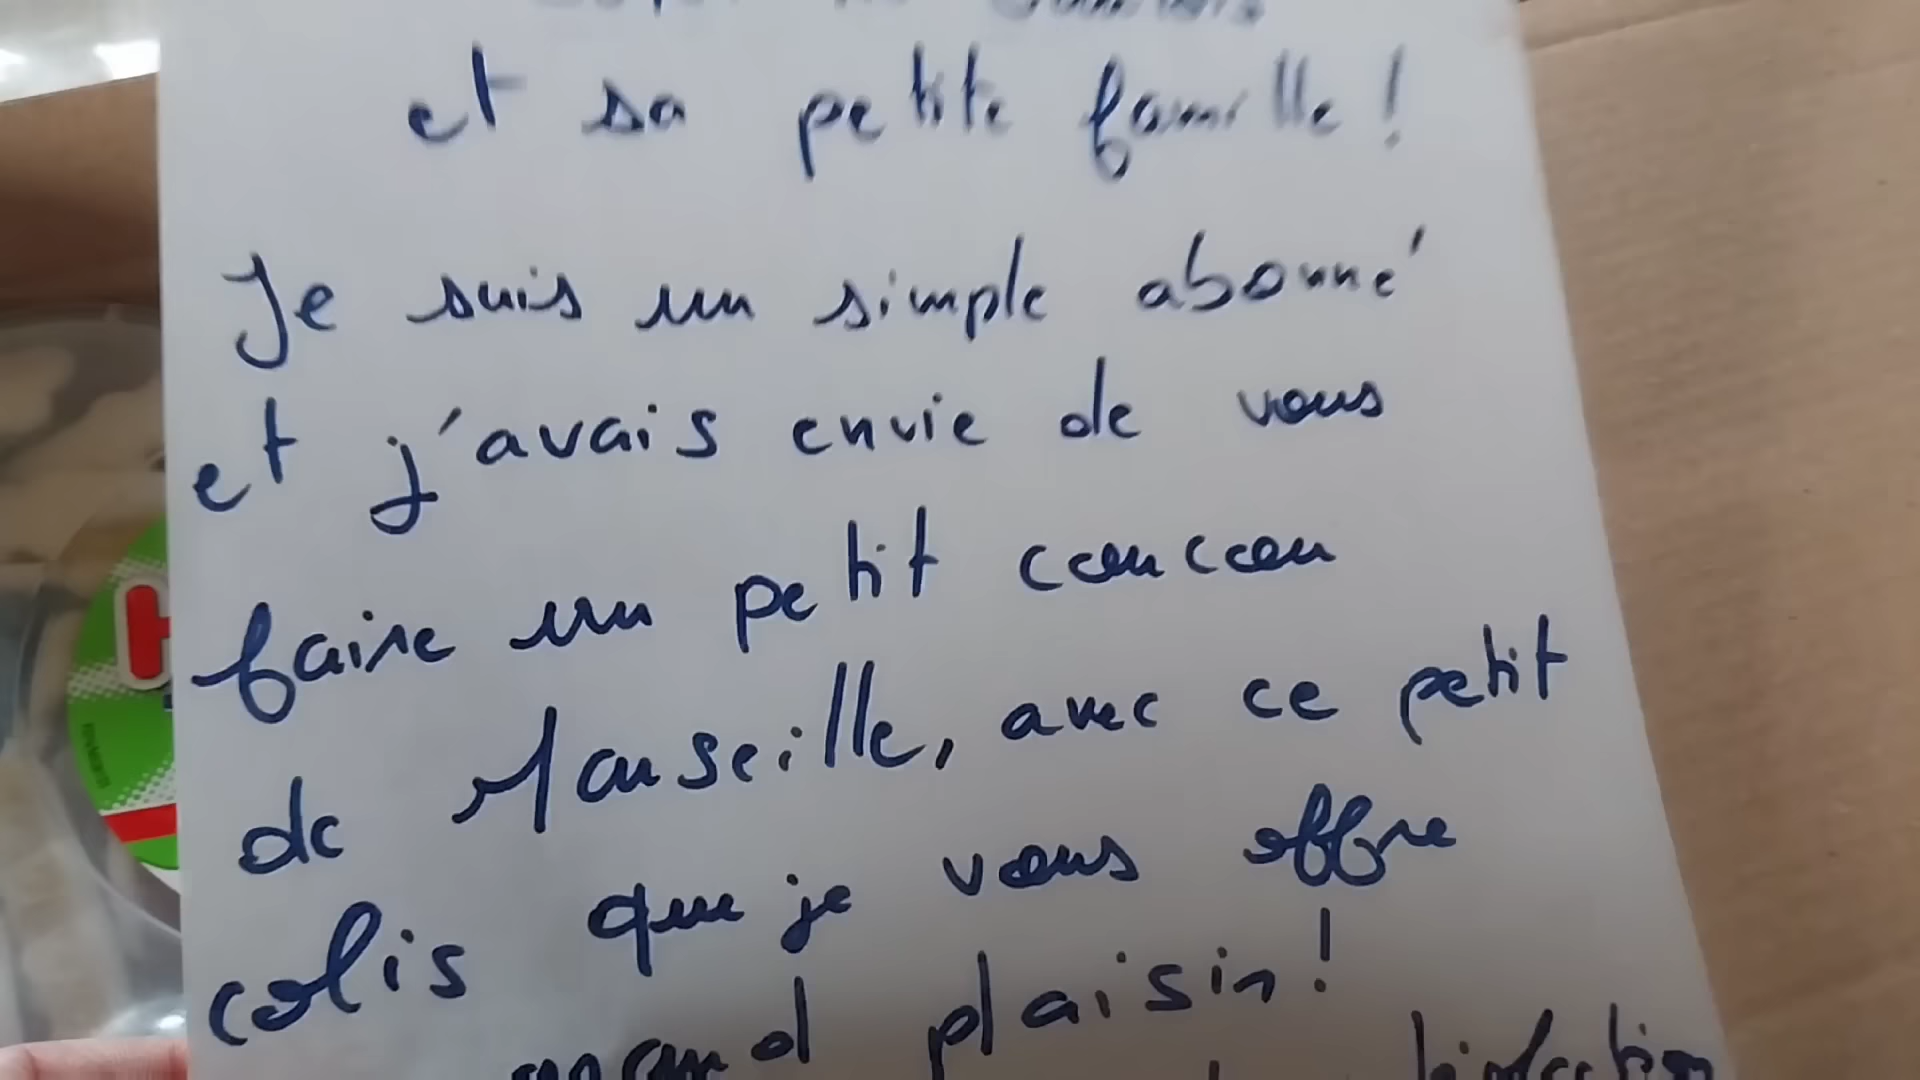 et sa petite famille !
Je suis un simple abonné
et j'avais envie de vous
faire un petit coucou
de Marseille, avec ce petit
colis que je vous offre
grand plaisir !